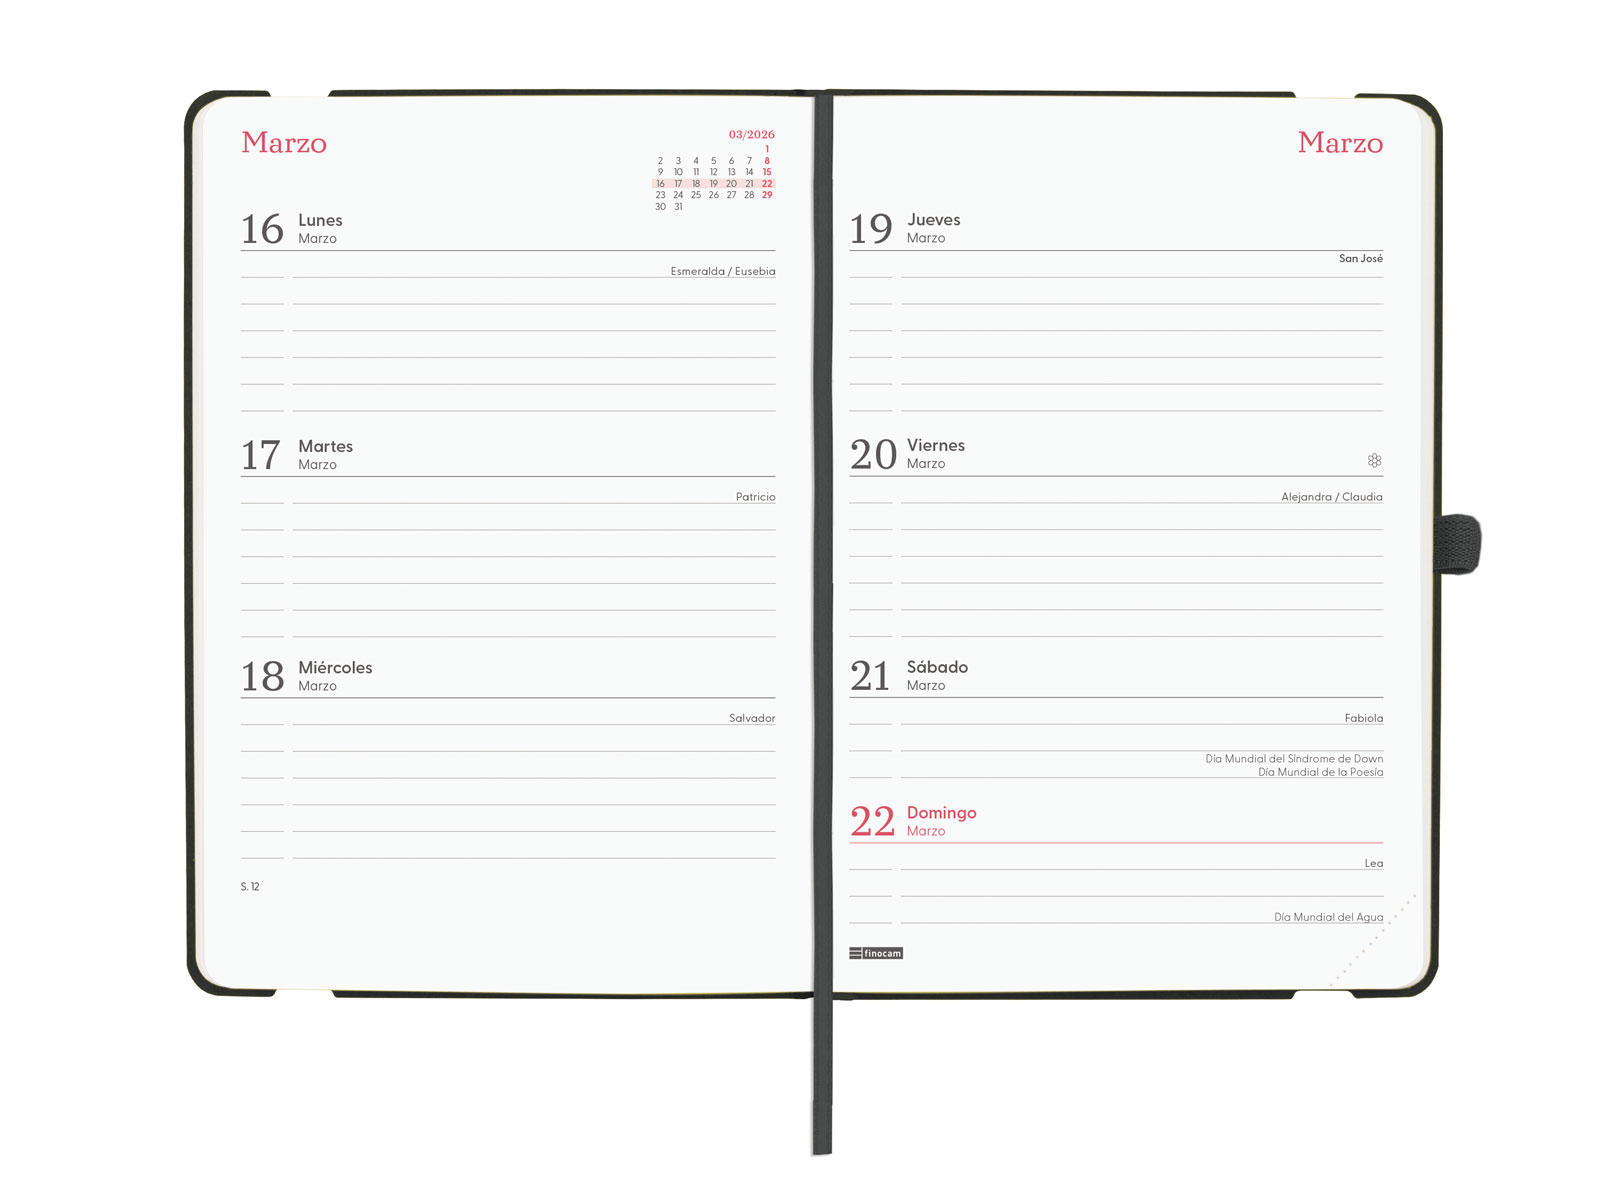 Marzo
03/2026
1
2 3 4 5 6 7 8
9 10 11 12 13 14 15
16 17 18 19 20 21 22
23 24 25 26 27 28 29
30 31
16 Lunes
Marzo
Esmeralda / Eusebia
17 Martes
Marzo
Patricio
18 Miércoles
Marzo
Salvador
S. 12
Marzo
19 Jueves
Marzo
San José
20 Viernes
Marzo
Alejandra / Claudia
21 Sábado
Marzo
Fabiola
Día Mundial del Síndrome de Down
Día Mundial de la Poesía
22 Domingo
Marzo
Lea
Día Mundial del Agua
finocam